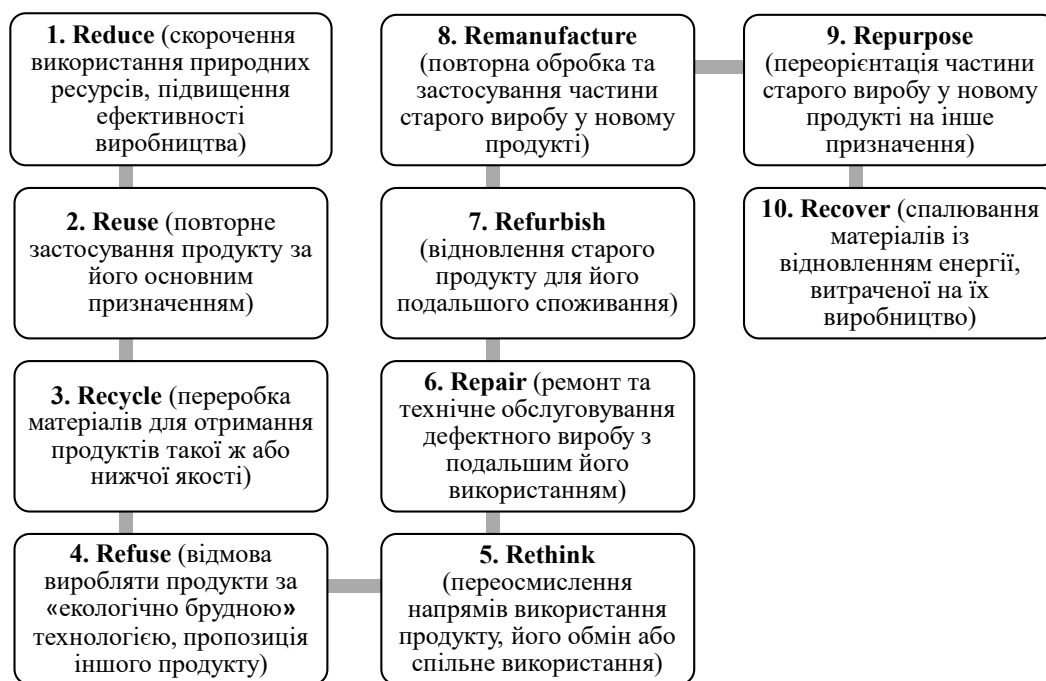 1. Reduce (скорочення
використання природних
ресурсів, підвищення
ефективності
виробництва)
2. Reuse (повторне
застосування продукту за
його основним
призначенням)
3. Recycle (переробка
матеріалів для отримання
продуктів такої ж або
нижчої якості)
4. Refuse (відмова
виробляти продукти за
«екологічно брудною»
технологією, пропозиція
іншого продукту)
5. Rethink
(переосмислення
напрямів використання
продукту, його обмін або
спільне використання)
6. Repair (ремонт та
технічне обслуговування
дефектного виробу з
подальшим його
використанням)
7. Refurbish
(відновлення старого
продукту для його
подальшого споживання)
8. Remanufacture
(повторна обробка та
застосування частини
старого виробу у новому
продукті)
9. Repurpose
(переорієнтація частини
старого виробу у новому
продукті на інше
призначення)
10. Recover (спалювання
матеріалів із
відновленням енергії,
витраченої на їх
виробництво)